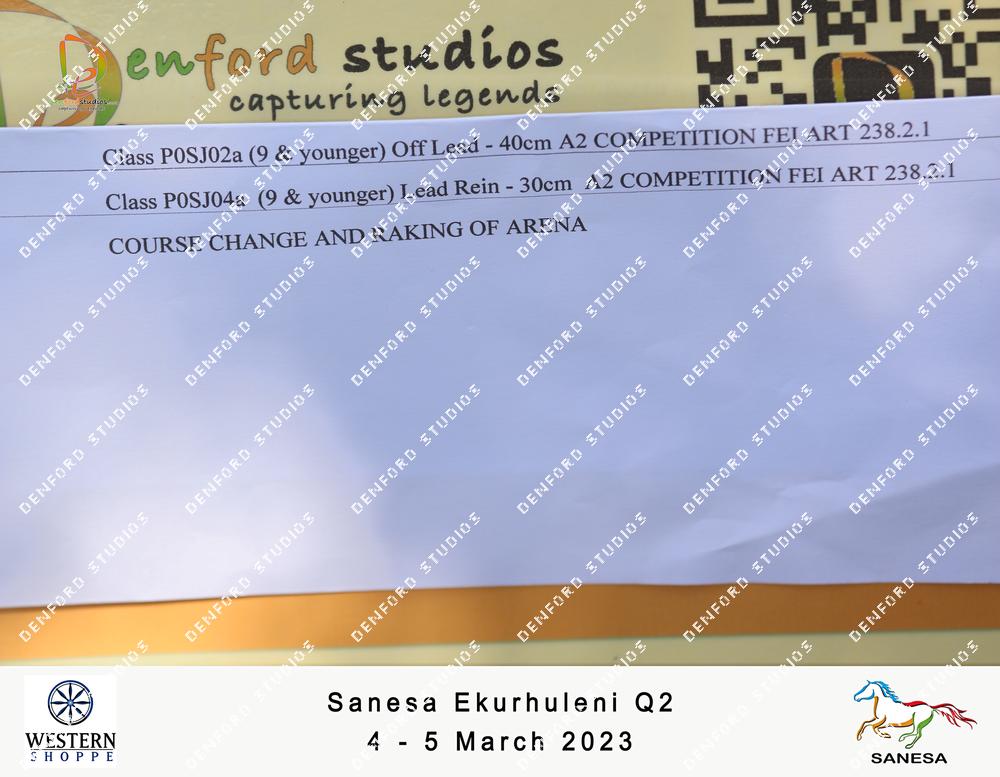 Denford studios
capturing legends
Class P0SJ02a (9 & younger) Off Lead - 40cm A2 COMPETITION FEI ART 238.2.1
Class P0SJ04a (9 & younger) Lead Rein - 30cm A2 COMPETITION FEI ART 238.2.1
COURSE CHANGE AND RAKING OF ARENA
DENFORD STUDIOS
WESTERN
SHOPPE
Sanesa Ekurhuleni Q2
4 - 5 March 2023
SANESA